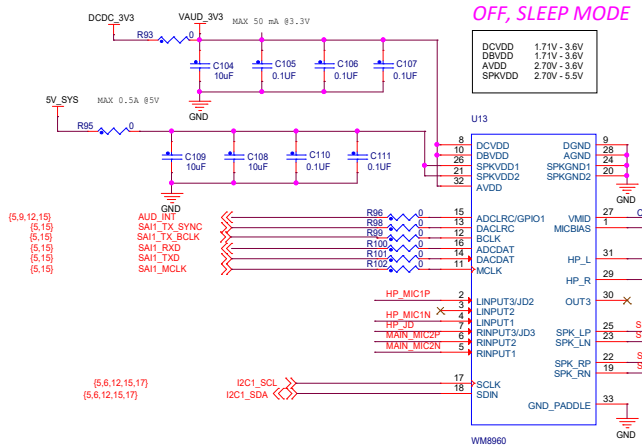 OFF, SLEEP MODE
DCDC_3V3 VAUD_3V3
R93 0 MAX 50 mA @3.3V
DCVDD 1.71V - 3.6V
DBVDD 1.71V - 3.6V
AVDD 2.70V - 3.6V
SPKVDD 2.70V - 5.5V
C104 10uF
C105 0.1UF
C106 0.1UF
C107 0.1UF
GND
5V_SYS MAX 0.5A @5V
R95 0
C109 10uF
C108 10uF
C110 0.1UF
C111 0.1UF
GND
U13
8 DCVDD DGND 9
10 DBVDD AGND 28
26 SPKVDD1 SPKGND1 24
21 SPKVDD2 SPKGND2 20
32 AVDD
GND
{5,9,12,15} AUD_INT R96 0 15 ADCLRC/GPIO1 VMID 27
{5,15} SAI1_TX_SYNC R98 0 13 DACLRC MICBIAS 1
{5,15} SAI1_TX_BCLK R99 0 12 BCLK
{5,15} SAI1_RXD R100 0 16 ADCDAT
{5,15} SAI1_TXD R101 0 14 DACDAT HP_L 31
{5,15} SAI1_MCLK R102 0 11 MCLK
HP_R 29
HP_MIC1P 2 LINPUT3/JD2 OUT3 30
3 LINPUT2
HP_MIC1N 4 LINPUT1
HP_JD 7 RINPUT3/JD3 SPK_LP 25
MAIN_MIC2P 6 RINPUT2 SPK_LN 23
MAIN_MIC2N 5 RINPUT1
SPK_RP 22
SPK_RN 19
{5,6,12,15,17} I2C1_SCL 17 SCLK
{5,6,12,15,17} I2C1_SDA 18 SDIN
GND_PADDLE 33
GND
WM8960